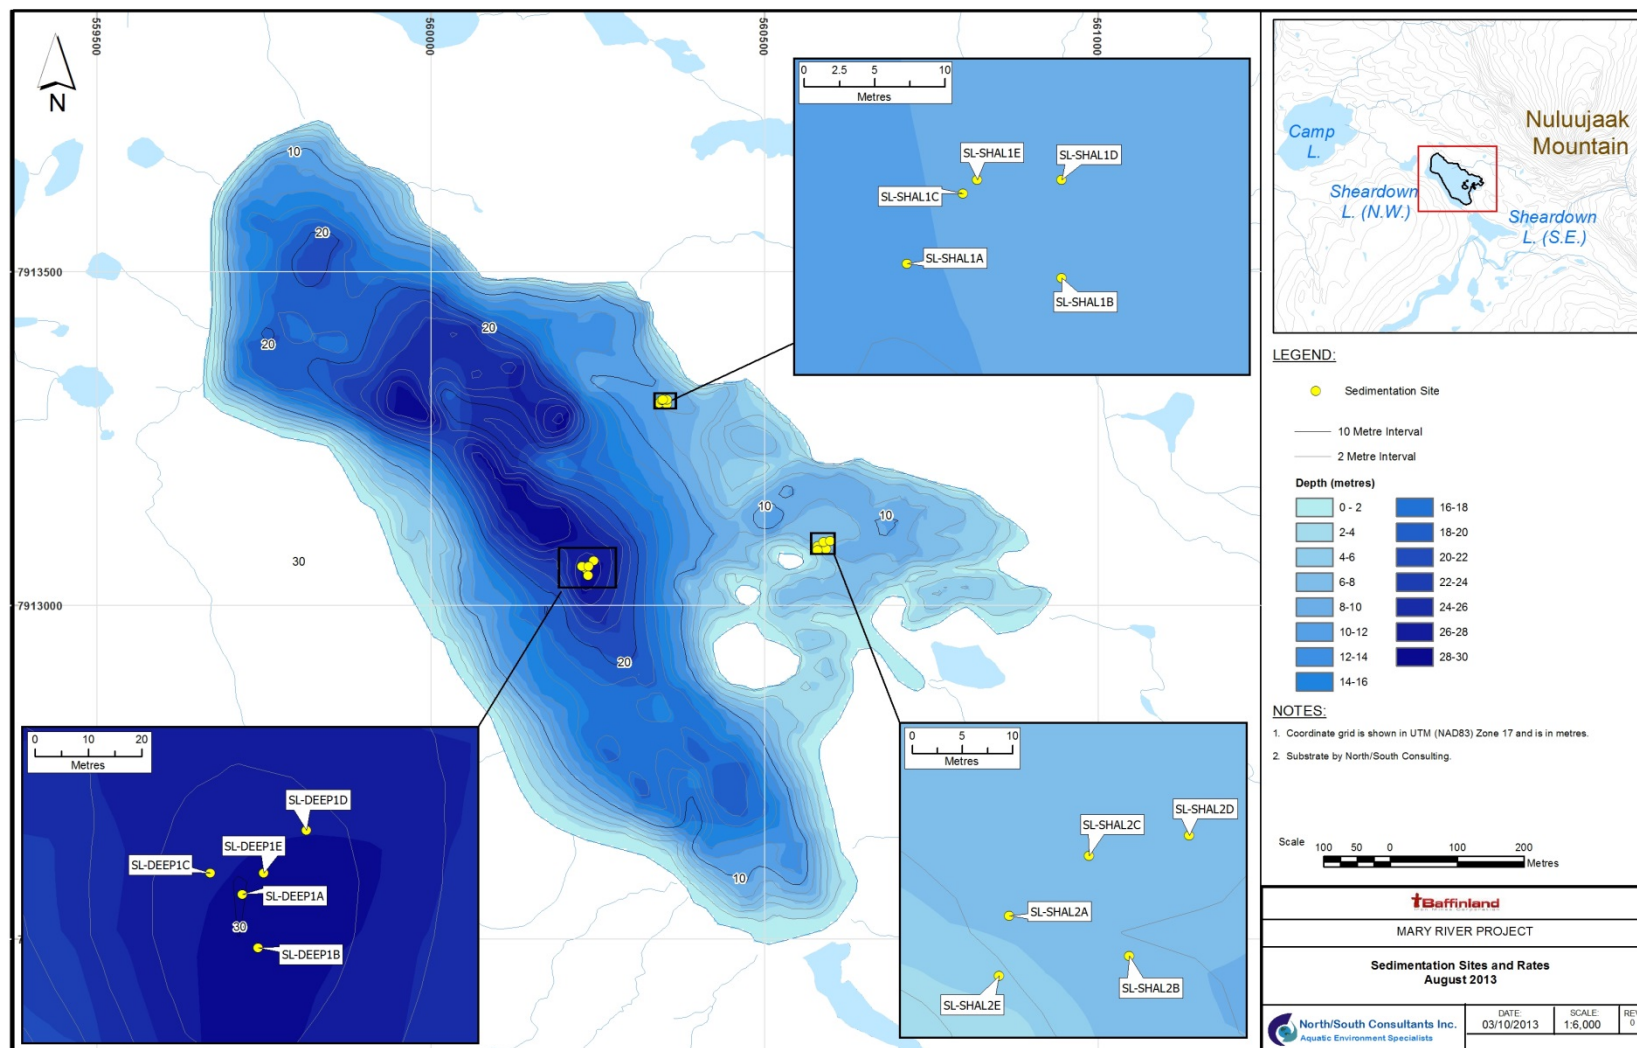 559500
560000
560500
561000
N
10
20
20
20
7913500
10
10
30
7913000
20
10
7
0 2.5 5 10
Metres
SL-SHAL1E
SL-SHAL1D
SL-SHAL1C
SL-SHAL1A
SL-SHAL1B
0 10 20
Metres
SL-DEEP1D
SL-DEEP1E
SL-DEEP1C
SL-DEEP1A
30
SL-DEEP1B
0 5 10
Metres
SL-SHAL2D
SL-SHAL2C
SL-SHAL2A
SL-SHAL2B
SL-SHAL2E
Nuluujaak
Mountain
Camp
L.
Sheardown
L. (N.W.)
Sheardown
L. (S.E.)
LEGEND:
Sedimentation Site
10 Metre Interval
2 Metre Interval
Depth (metres)
0 - 2
2-4
4-6
6-8
8-10
10-12
12-14
14-16
16-18
18-20
20-22
22-24
24-26
26-28
28-30
NOTES:
1. Coordinate grid is shown in UTM (NAD83) Zone 17 and is in metres.
2. Substrate by North/South Consulting.
Scale
100 50 0 100 200
Metres
Baffinland
MARY RIVER PROJECT
Sedimentation Sites and Rates
August 2013
North/South Consultants Inc.
Aquatic Environment Specialists
DATE:
03/10/2013
SCALE:
1:6,000
RE
0